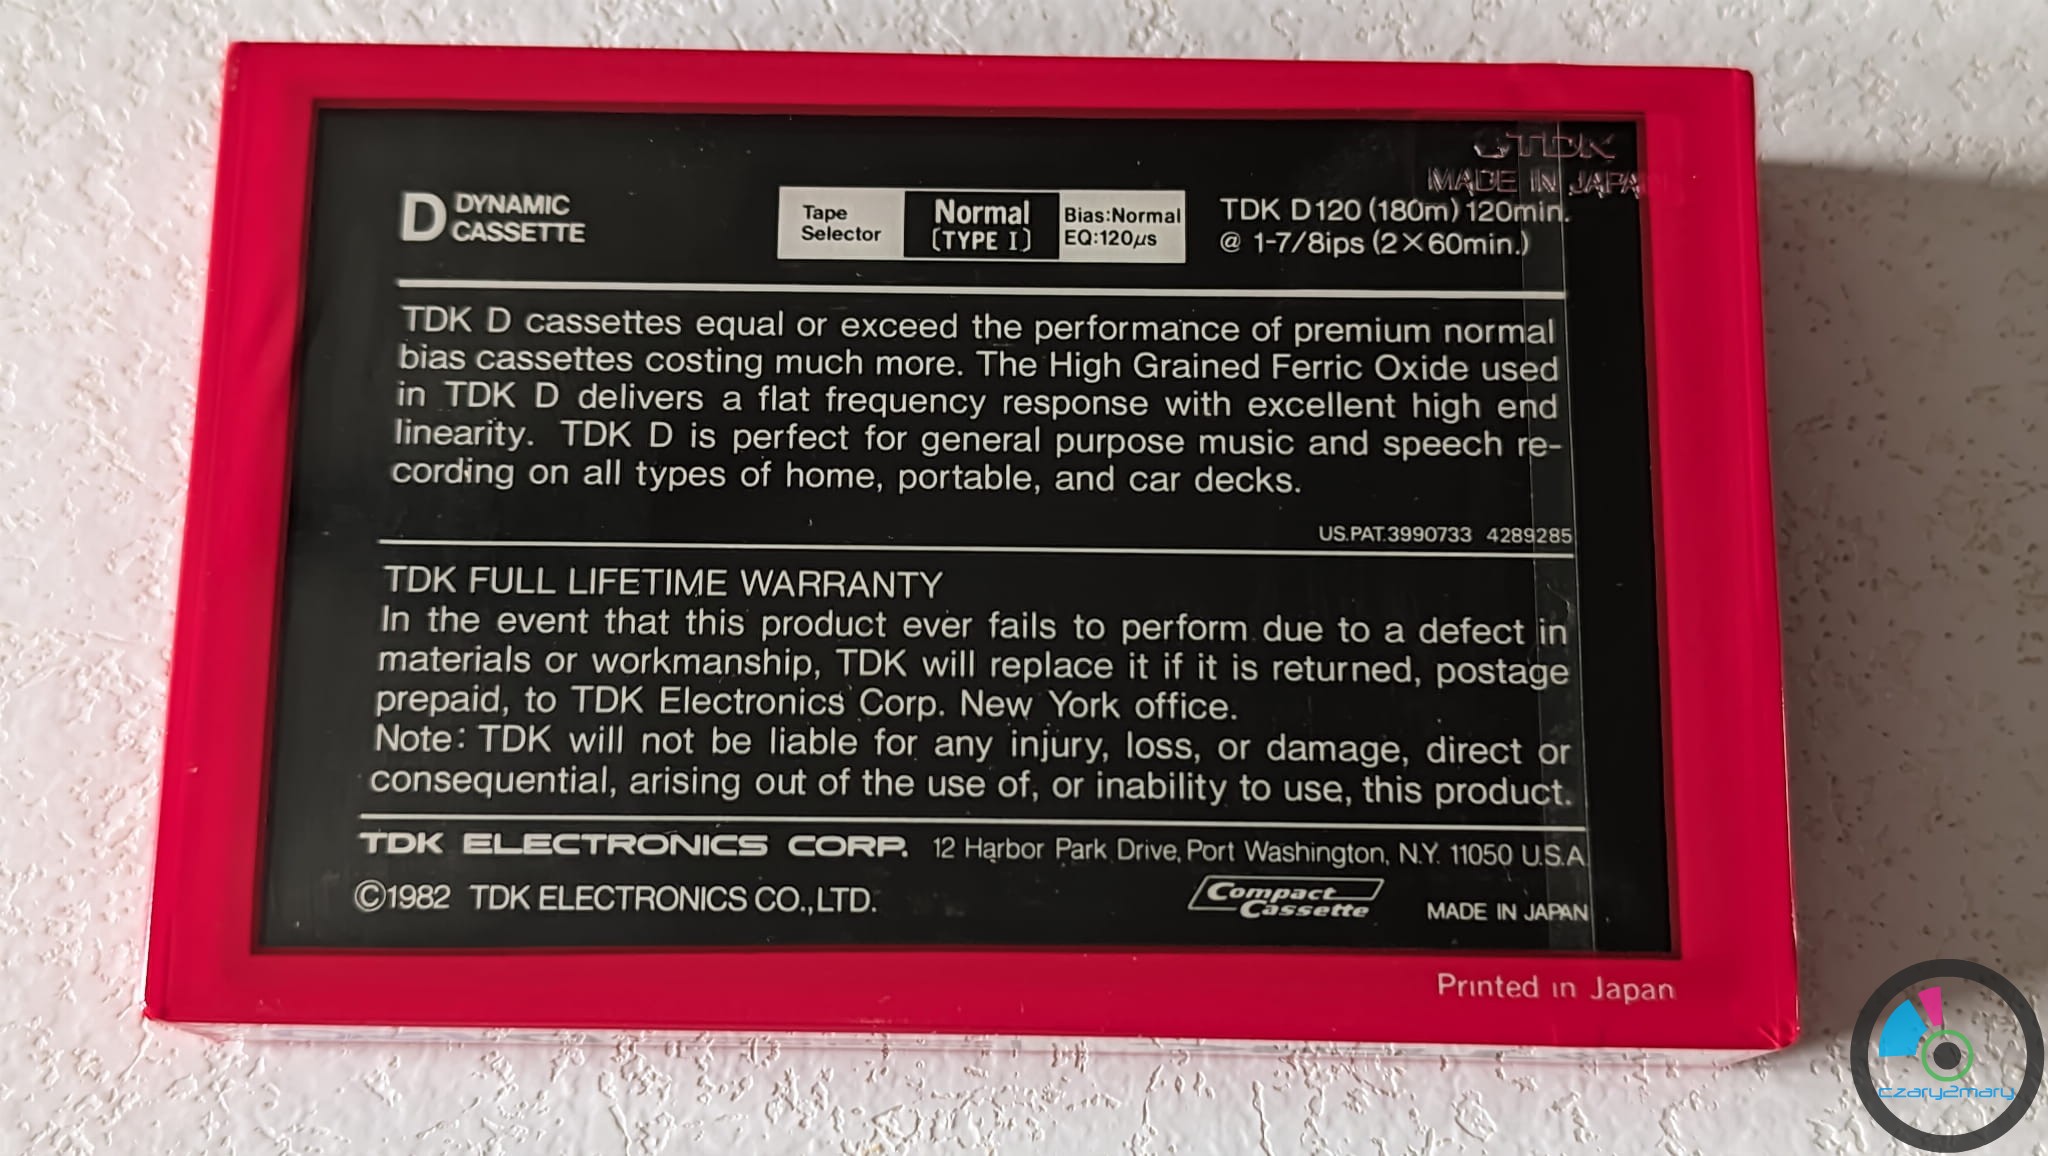 TDK
MADE IN JAPA
D DYNAMIC CASSETTE
Tape Selector Normal (TYPE I) Bias:Normal EQ:120μs
TDK D120 (180m) 120min.
@ 1-7/8ips (2×60min.)
TDK D cassettes equal or exceed the performance of premium normal
bias cassettes costing much more. The High Grained Ferric Oxide used
in TDK D delivers a flat frequency response with excellent high end
linearity. TDK D is perfect for general purpose music and speech re-
cording on all types of home, portable, and car decks.
US.PAT.3990733 4289285
TDK FULL LIFETIME WARRANTY
In the event that this product ever fails to perform due to a defect in
materials or workmanship, TDK will replace it if it is returned, postage
prepaid, to TDK Electronics Corp. New York office.
Note: TDK will not be liable for any injury, loss, or damage, direct or
consequential, arising out of the use of, or inability to use, this product.
TDK ELECTRONICS CORP. 12 Harbor Park Drive, Port Washington, N.Y. 11050 U.S.A
©1982 TDK ELECTRONICS CO.,LTD. Compact Cassette MADE IN JAPAN
Printed in Japan
czary2mary